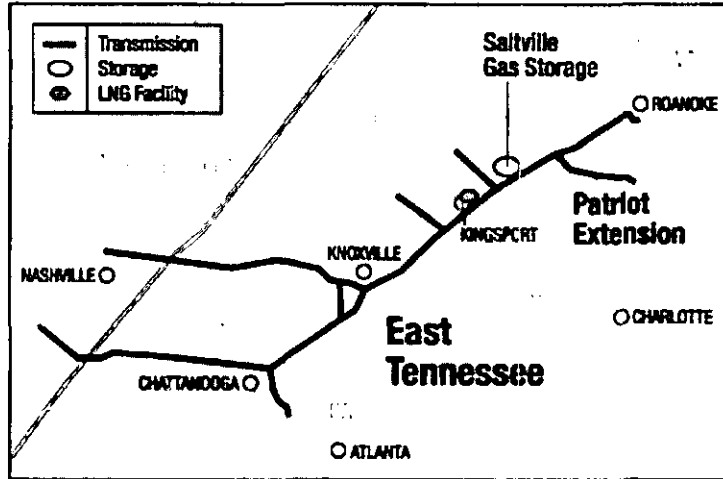 Transmission
Storage
LNG Facility
Saltville
Gas Storage
ROANOKE
Patriot
Extension
KINGSPORT
KNOXVILLE
NASHVILLE
CHARLOTTE
East
Tennessee
CHATTANOOGA
ATLANTA